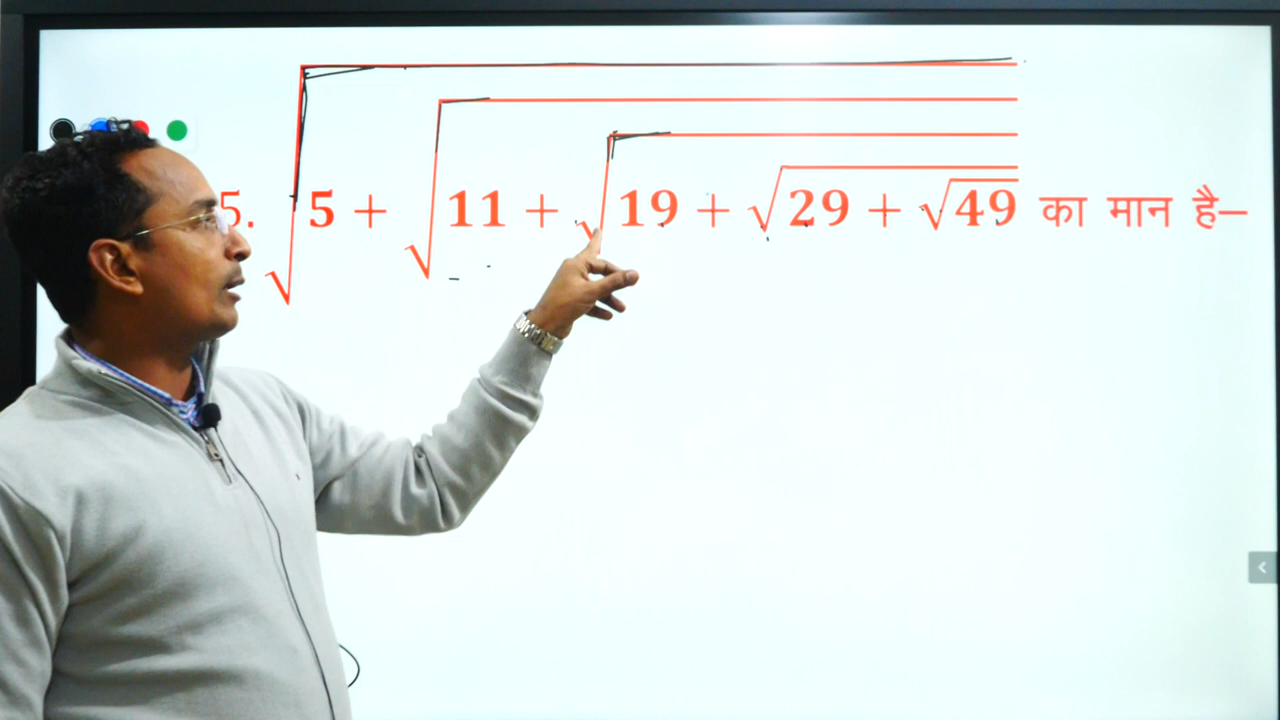 5. √5 + √11 + √19 + √29 + √49 का मान है–